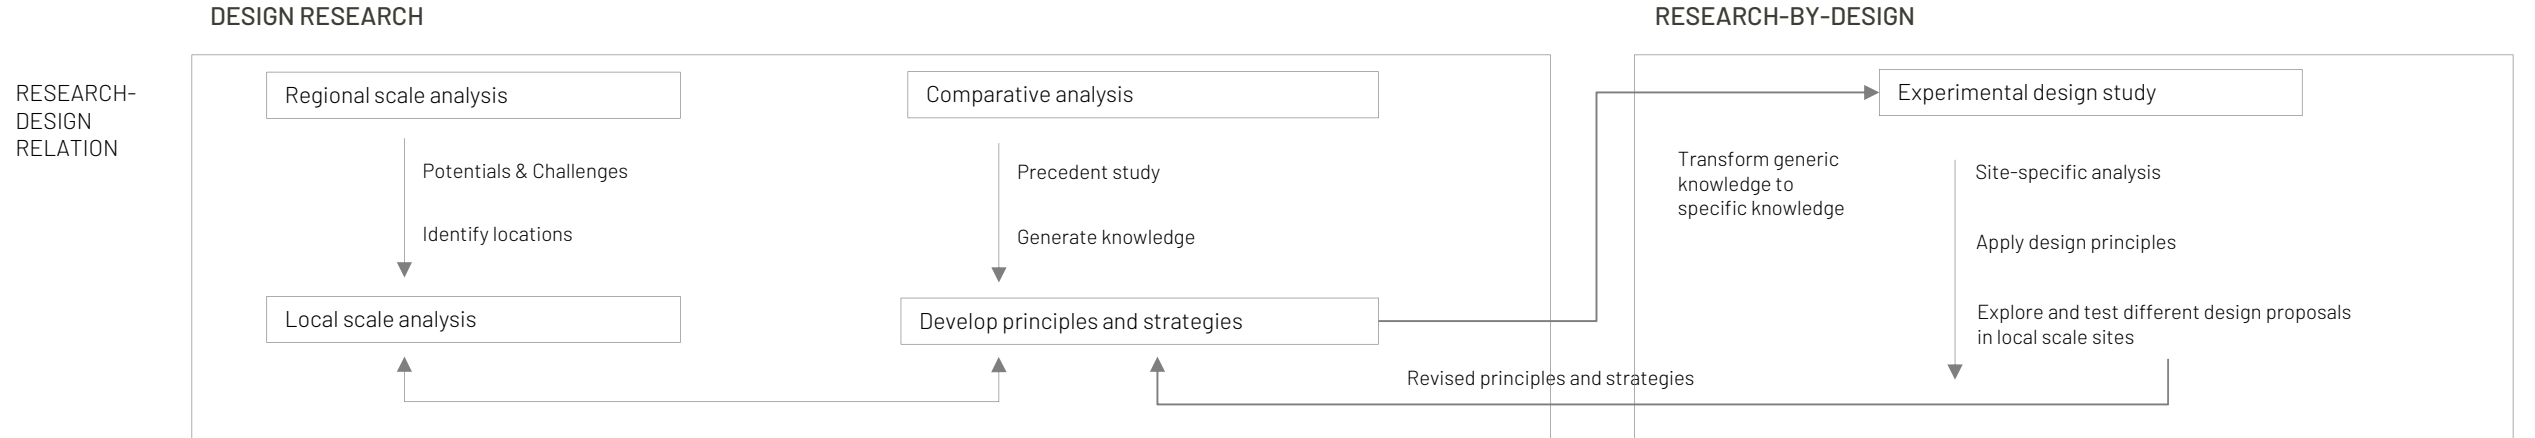 DESIGN RESEARCH
RESEARCH-BY-DESIGN
RESEARCH-
DESIGN
RELATION
Regional scale analysis
Potentials & Challenges
Identify locations
Local scale analysis
Comparative analysis
Precedent study
Generate knowledge
Develop principles and strategies
Revised principles and strategies
Transform generic
knowledge to
specific knowledge
Experimental design study
Site-specific analysis
Apply design principles
Explore and test different design proposals
in local scale sites